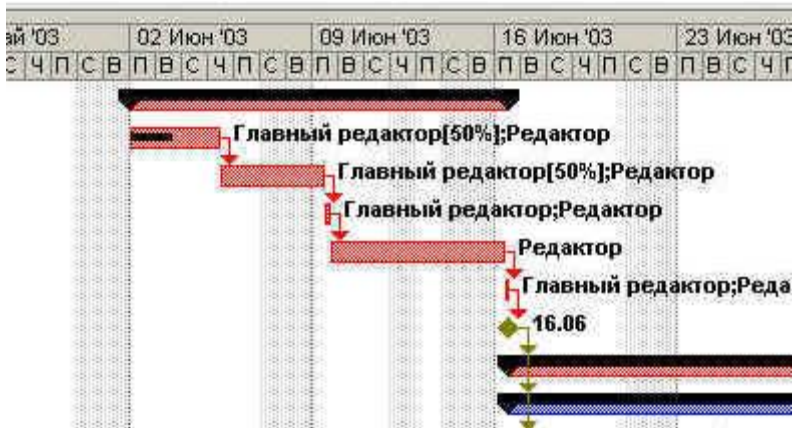 ай '03 02 Июн '03 09 Июн '03 16 Июн '03 23 Июн '03
С Ч П С В П В С Ч П С В П В С Ч П С В П В С Ч П С В П В С Ч
Главный редактор[50%];Редактор
Главный редактор[50%];Редактор
Главный редактор;Редактор
Редактор
Главный редактор;Реда
16.06